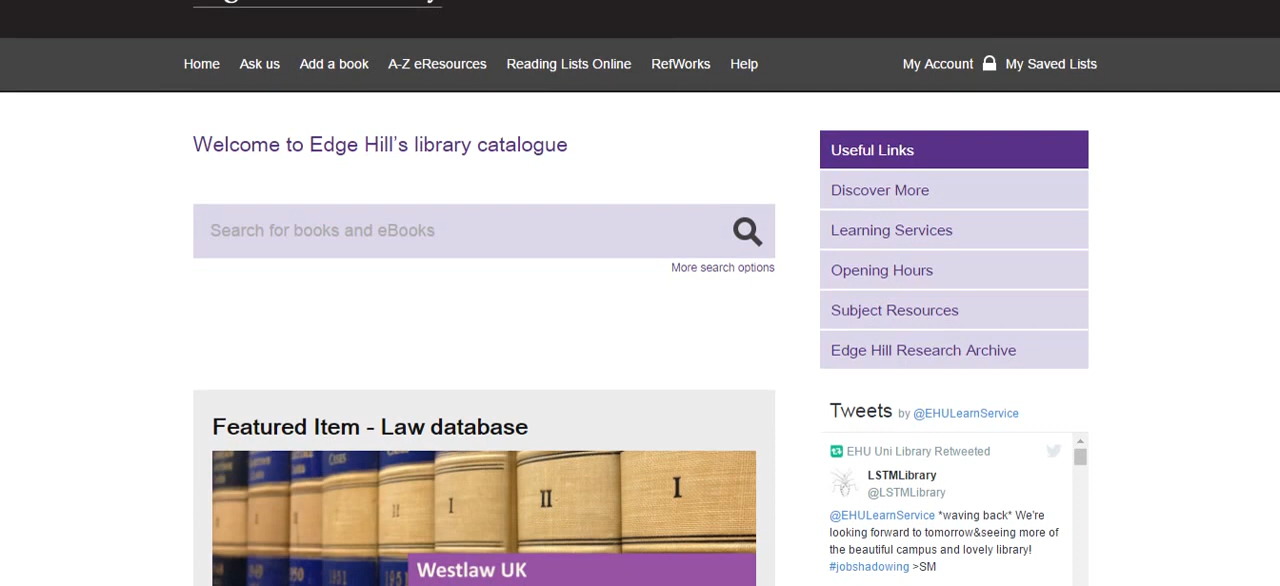 Home Ask us Add a book A-Z eResources Reading Lists Online RefWorks Help My Account My Saved Lists
Welcome to Edge Hill's library catalogue
Search for books and eBooks
More search options
Useful Links
Discover More
Learning Services
Opening Hours
Subject Resources
Edge Hill Research Archive
Featured Item - Law database
I II I
1951 1951
Westlaw UK
Tweets by @EHULearnService
EHU Uni Library Retweeted
LSTMLibrary
@LSTMLibrary
@EHULearnService *waving back* We're
looking forward to tomorrow&seeing more of
the beautiful campus and lovely library!
#jobshadowing >SM